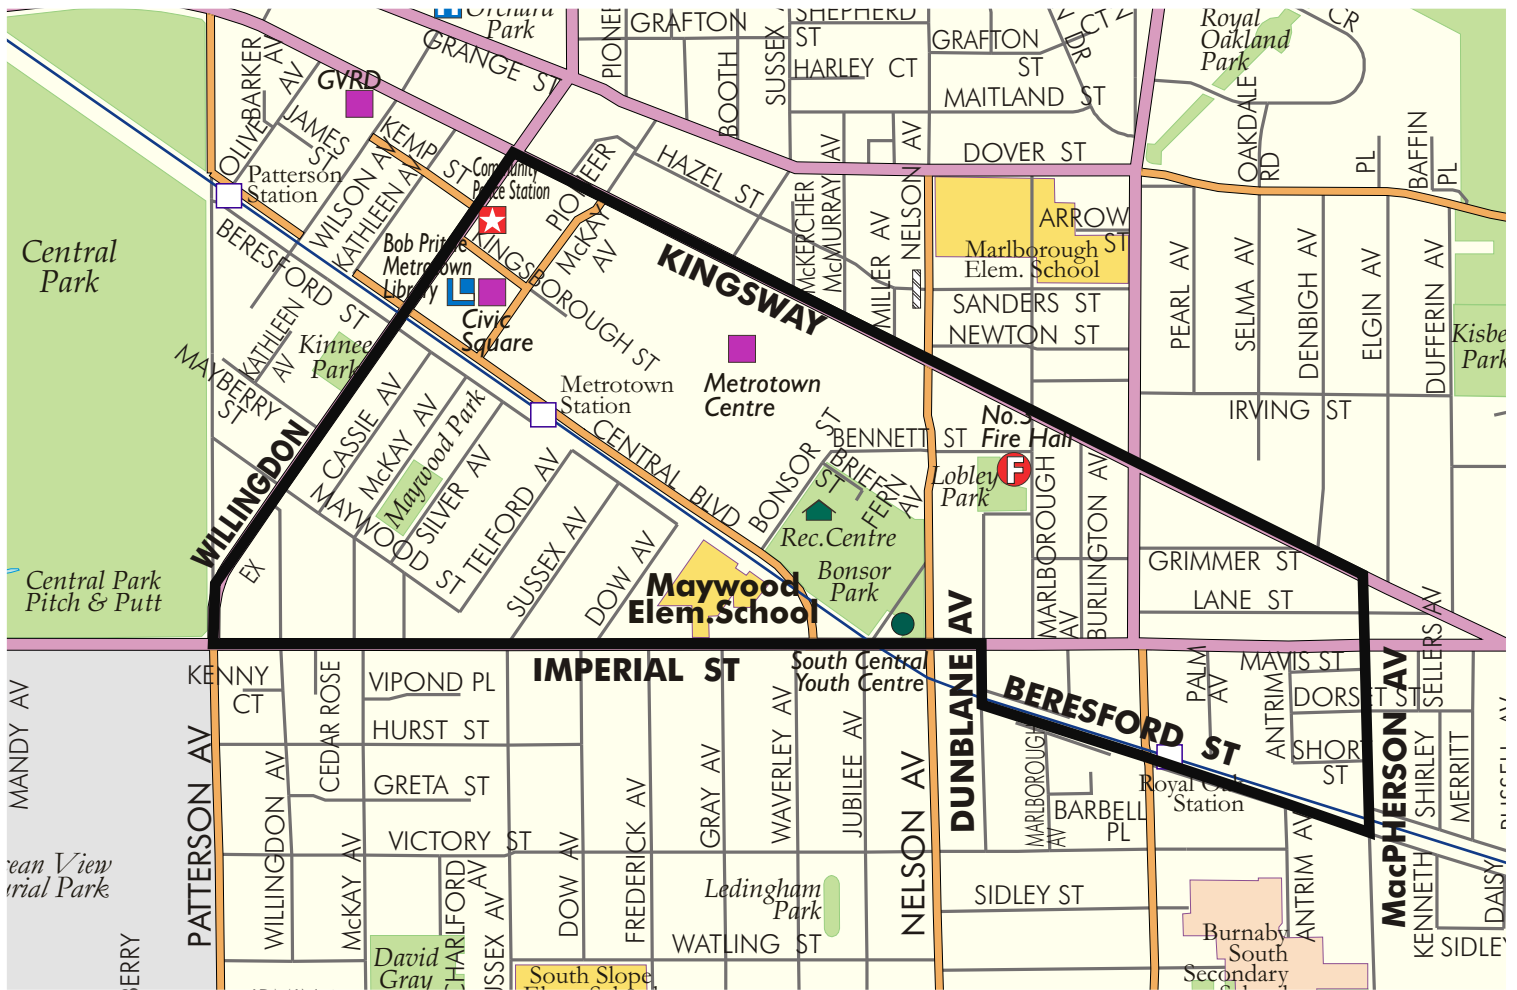 Orchard
Park
GRAFTON
SHEPHERD
ST
GRAFTON
ST
DR
CT
Royal
Oakland
Park
CR
GRANGE ST
BOOTH
SUSSEX
HARLEY CT
MAITLAND ST
BARKER
AV
AV
OLIVE
GVRD
JAMES
ST
KEMP
ST
Community
Police Station
PIONEER
HAZEL ST
DOVER ST
OAKDALE
RD
PL
BAFFIN
PL
Patterson
Station
WILSON AV
KATHLEEN AV
McKAY
AV
McKERCHER
McMURRAY AV
MILLER AV
NELSON
AV
ARROW
ST
Marlborough
Elem. School
Central
Park
BERESFORD ST
Bob Prittie
Metrotown
Library
KINGSBOROUGH ST
KINGSWAY
SANDERS ST
NEWTON ST
PEARL AV
SELMA AV
DENBIGH AV
ELGIN AV
DUFFERIN AV
Civic
Square
KATHLEEN
AV
Kinnee
Park
MAYBERRY
ST
Metrotown
Station
Metrotown
Centre
IRVING ST
WILLINGDON
CASSIE AV
McKAY AV
Maywood Park
SILVER AV
TELFORD AV
MAYWOOD ST
CENTRAL BLVD
BONSOR ST
BENNETT ST
BRIEF
ST
FERN
AV
No.3
Fire Hall
F
Lobley
Park
MARLBOROUGH
AV
BURLINGTON AV
Rec.Centre
Bonsor
Park
GRIMMER ST
LANE ST
EX
SUSSEX AV
DOW AV
Maywood
Elem.School
Central Park
Pitch & Putt
DUNBLANE AV
SELLERS AV
KENNY
CT
CEDAR ROSE
VIPOND PL
IMPERIAL ST
South Central
Youth Centre
BERESFORD ST
PALM
AV
ANTRIM
MAVIS ST
DORSET ST
SHORT
ST
MacPHERSON AV
MANDY AV
PATTERSON AV
HURST ST
GRETA ST
VICTORY ST
WILLINGDON AV
McKAY AV
DOW AV
FREDERICK AV
GRAY AV
WAVERLEY AV
JUBILEE AV
NELSON AV
MARLBOROUGH
AV
BARBELL
PL
Royal Oak
Station
SHIRLEY
MERRITT
Ledingham
Park
SIDLEY ST
WATLING ST
ANTRIM AV
KENNETH
DAISY
SIDLEY
David
Gray
South Slope
Burnaby
South
Secondary